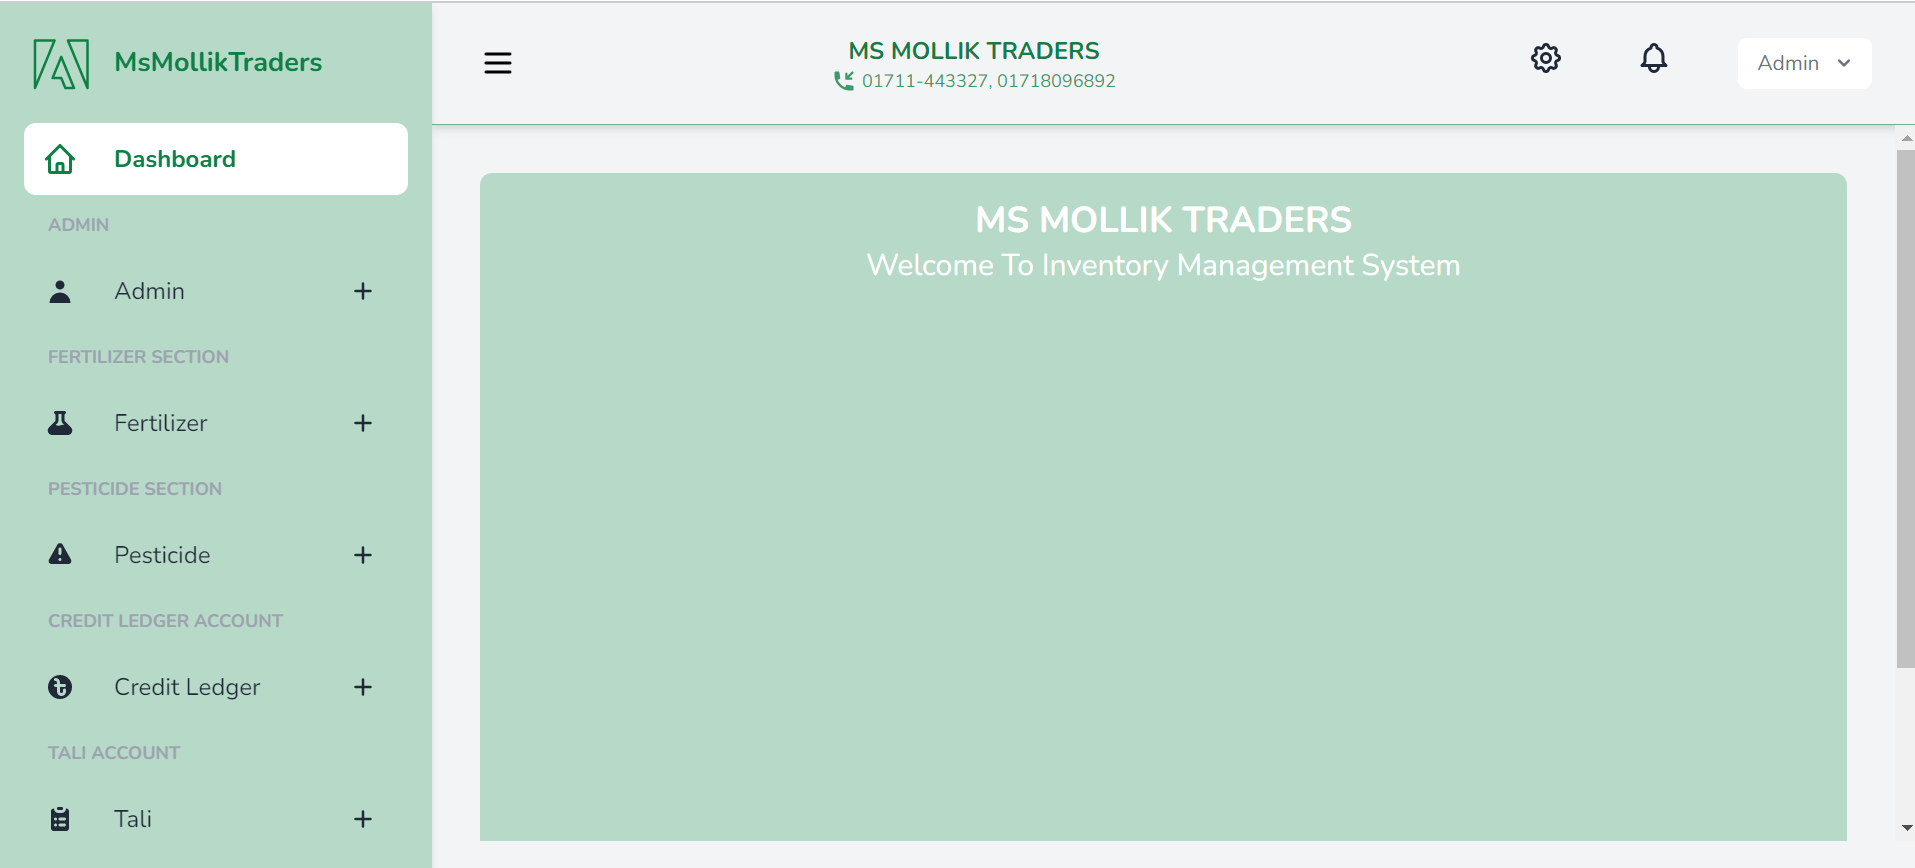 MsMollikTraders
Dashboard
ADMIN
Admin
FERTILIZER SECTION
Fertilizer
PESTICIDE SECTION
Pesticide
CREDIT LEDGER ACCOUNT
Credit Ledger
TALI ACCOUNT
Tali
MS MOLLIK TRADERS
01711-443327, 01718096892
Admin
MS MOLLIK TRADERS
Welcome To Inventory Management System